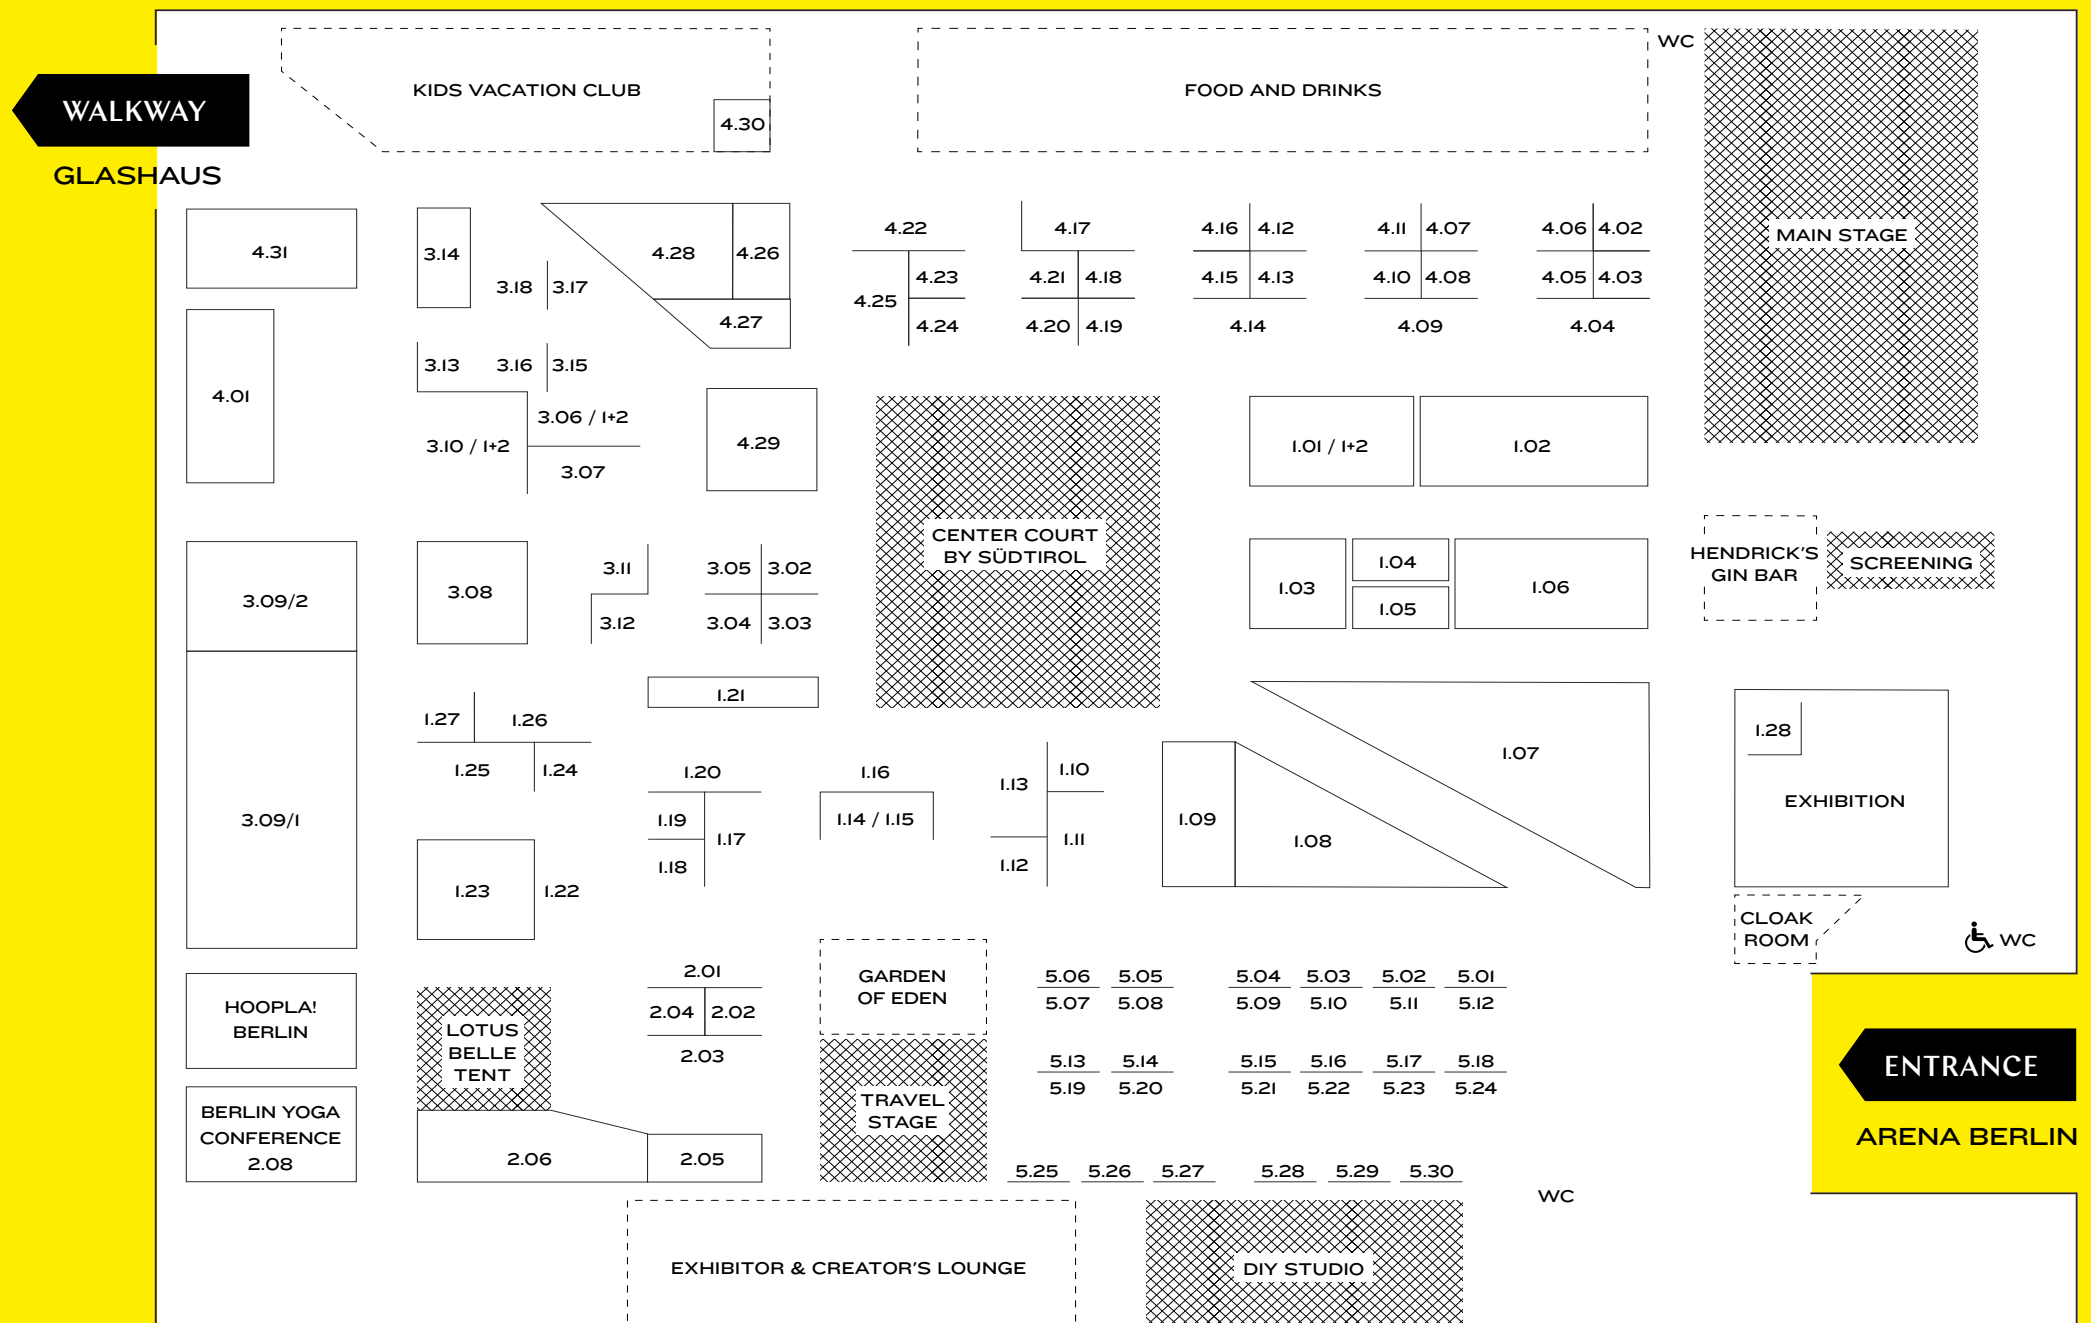 WC
KIDS VACATION CLUB
FOOD AND DRINKS
WALKWAY
4.30
GLASHAUS
4.31
3.14
3.18 3.17
4.28
4.26
4.27
4.22
4.23
4.25
4.24
4.17
4.21 4.18
4.20 4.19
4.16 4.12
4.15 4.13
4.14
4.11 4.07
4.10 4.08
4.09
4.06 4.02
4.05 4.03
4.04
MAIN STAGE
4.01
3.13
3.16 3.15
3.06 / 1+2
3.10 / 1+2
3.07
4.29
1.01 / 1+2
1.02
CENTER COURT
BY SÜDTIROL
3.09/2
3.08
3.11
3.12
3.05 3.02
3.04 3.03
1.03
1.04
1.05
1.06
HENDRICK'S
GIN BAR
SCREENING
1.21
1.27 1.26
1.25 1.24
3.09/1
1.20
1.19
1.17
1.18
1.16
1.14 / 1.15
1.13
1.10
1.11
1.12
1.09
1.08
1.07
1.28
EXHIBITION
1.23
1.22
CLOAK
ROOM
WC
HOOPLA!
BERLIN
LOTUS
BELLE
TENT
2.01
2.04 2.02
2.03
GARDEN
OF EDEN
5.06 5.05 5.04 5.03 5.02 5.01
5.07 5.08 5.09 5.10 5.11 5.12
5.13 5.14 5.15 5.16 5.17 5.18
5.19 5.20 5.21 5.22 5.23 5.24
ENTRANCE
ARENA BERLIN
TRAVEL
STAGE
BERLIN YOGA
CONFERENCE
2.08
2.06
2.05
5.25 5.26 5.27 5.28 5.29 5.30
WC
EXHIBITOR & CREATOR'S LOUNGE
DIY STUDIO